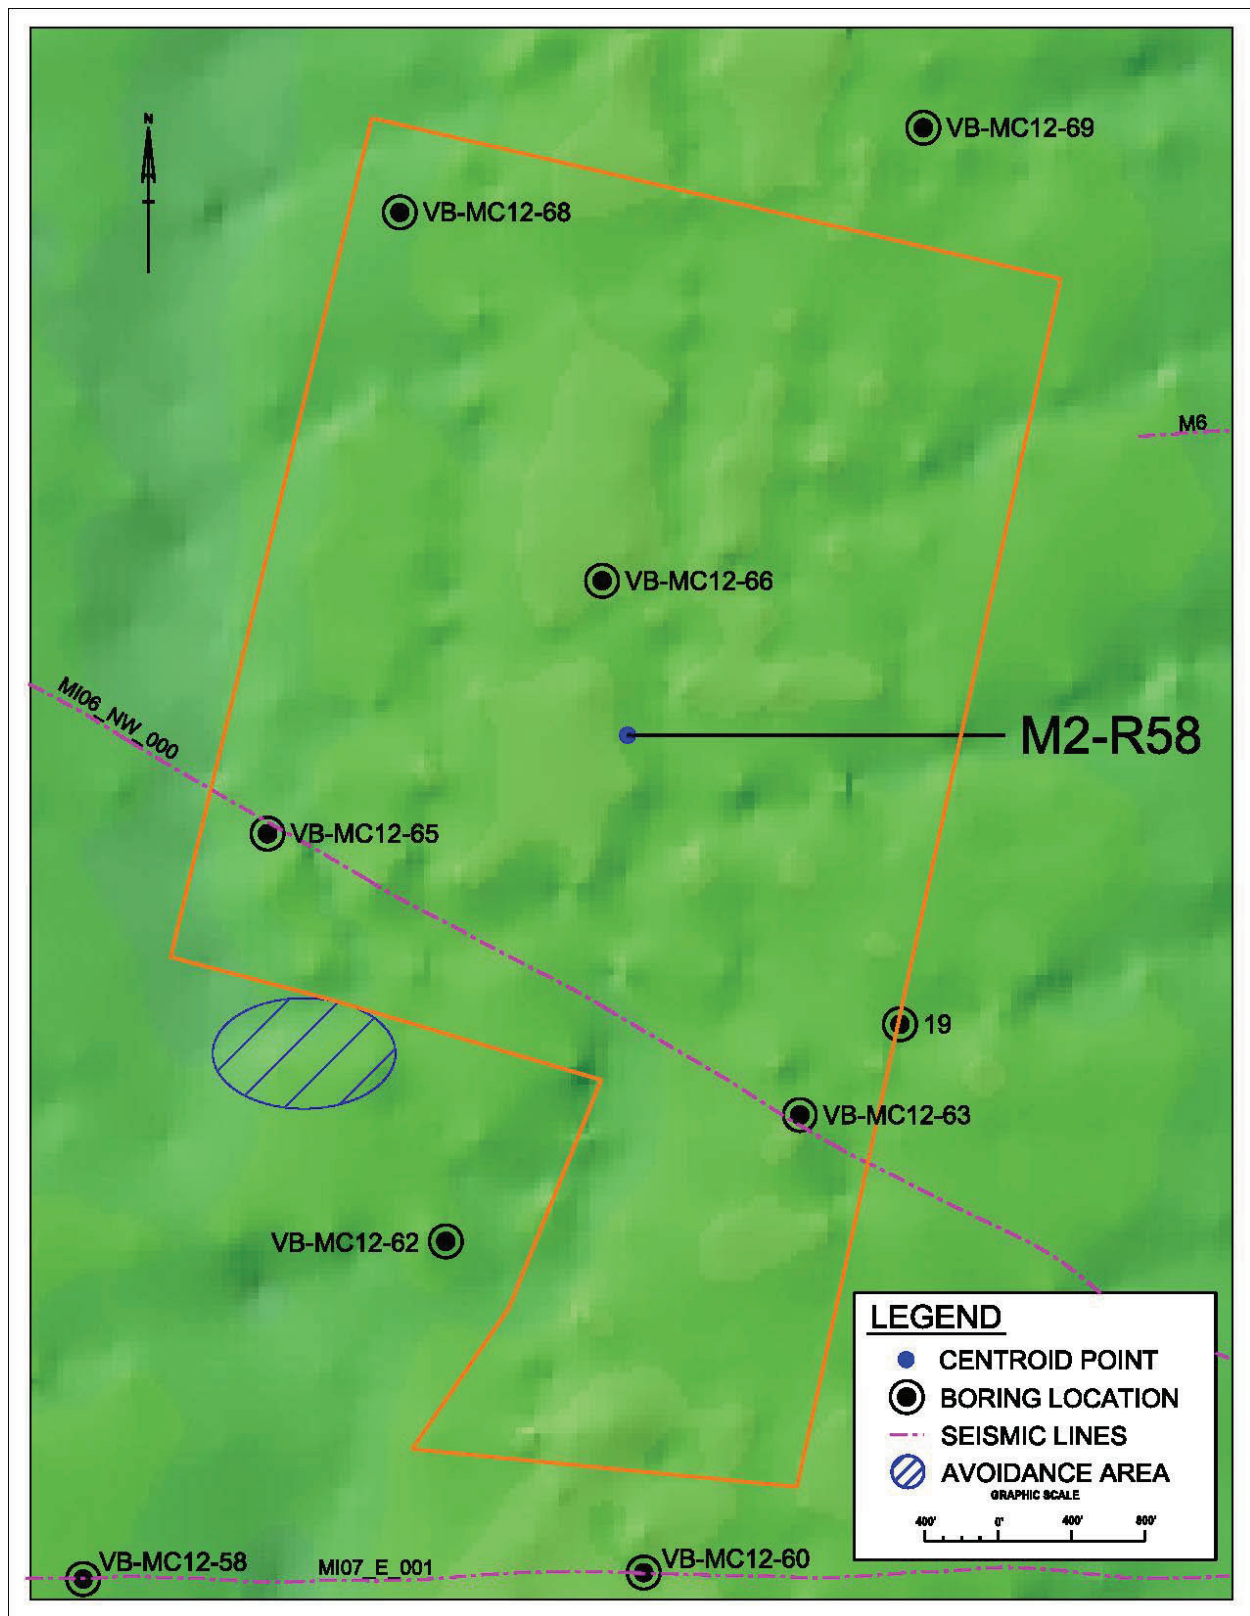 N
VB-MC12-69
VB-MC12-68
M6
VB-MC12-66
MI06_NW_000
M2-R58
VB-MC12-65
19
VB-MC12-63
VB-MC12-62
LEGEND
CENTROID POINT
BORING LOCATION
SEISMIC LINES
AVOIDANCE AREA
GRAPHIC SCALE
400' 0' 400' 800'
VB-MC12-58
MI07_E_001
VB-MC12-60